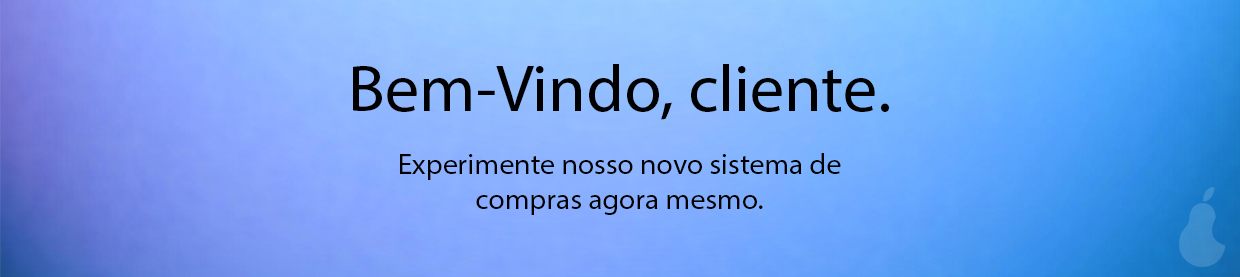 Bem-Vindo, cliente.
Experimente nosso novo sistema de
compras agora mesmo.